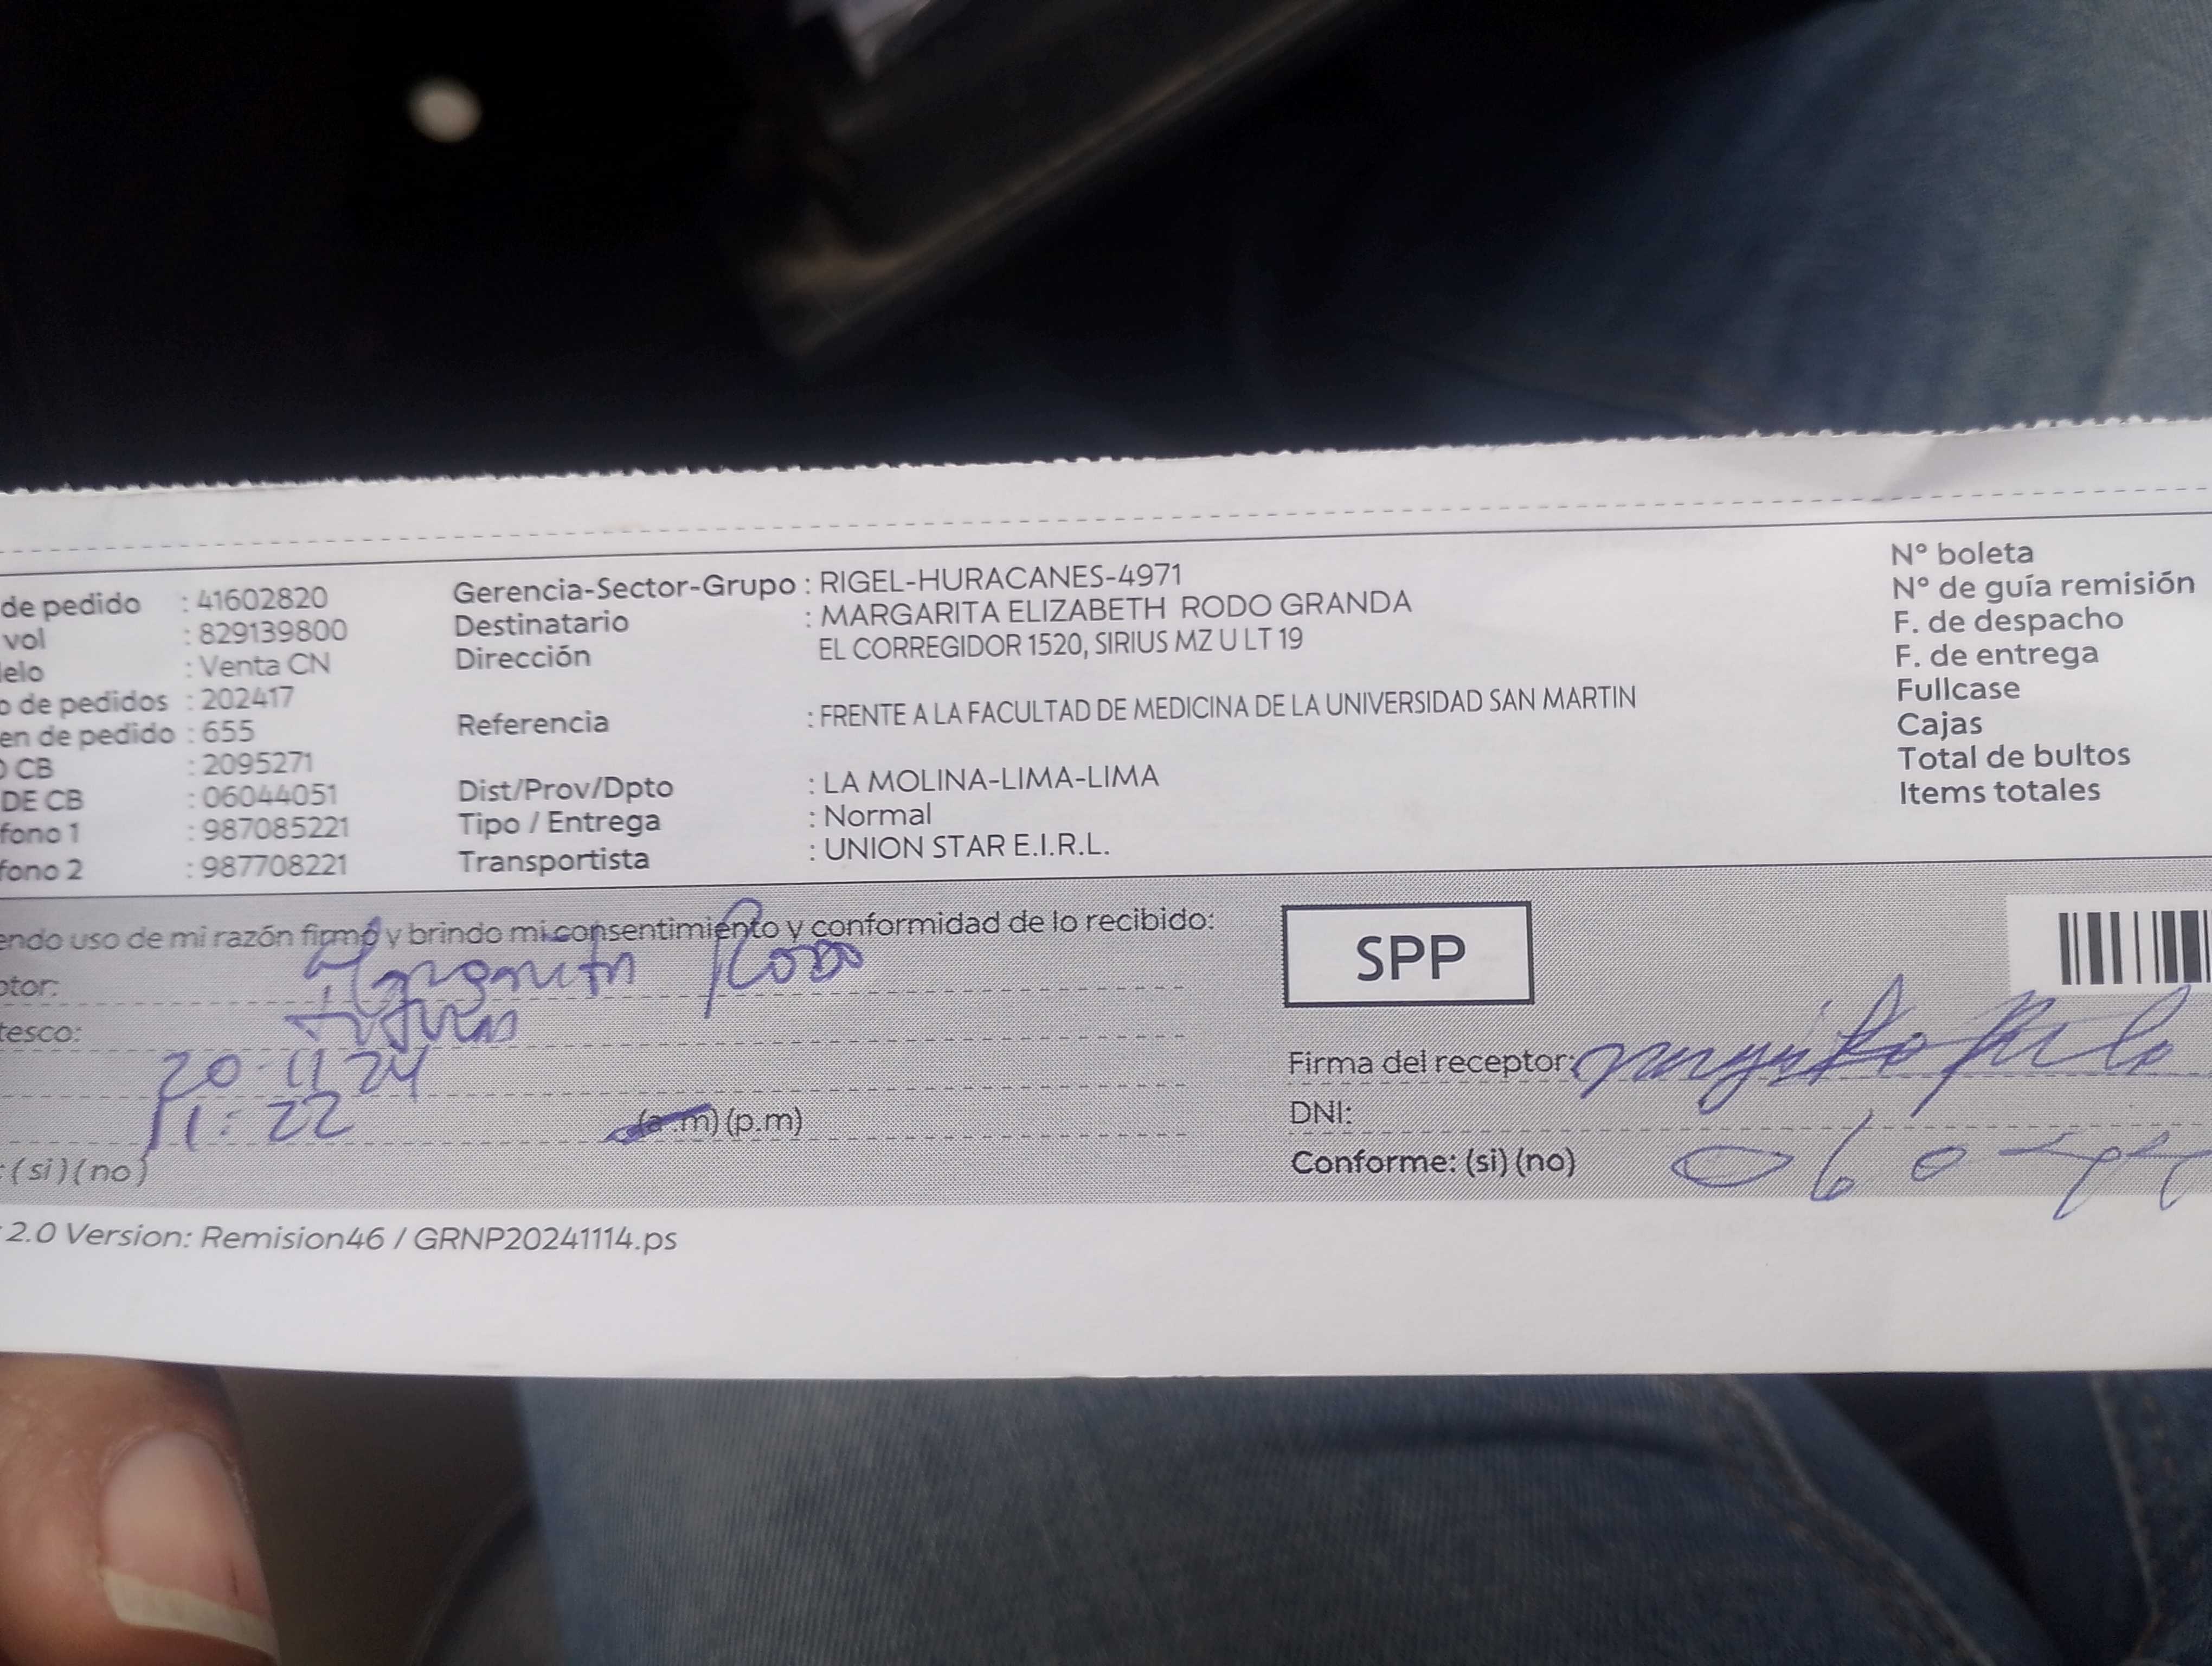 de pedido : 41602820
vol : 829139800
elo : Venta CN
o de pedidos : 202417
en de pedido : 655
O CB : 2095271
DE CB : 06044051
fono 1 : 987085221
fono 2 : 987708221
Gerencia-Sector-Grupo : RIGEL-HURACANES-4971
Destinatario : MARGARITA ELIZABETH RODO GRANDA
Dirección EL CORREGIDOR 1520, SIRIUS MZ U LT 19
Referencia : FRENTE A LA FACULTAD DE MEDICINA DE LA UNIVERSIDAD SAN MARTIN
Dist/Prov/Dpto : LA MOLINA-LIMA-LIMA
Tipo / Entrega : Normal
Transportista : UNION STAR E.I.R.L.
N° boleta
N° de guía remisión
F. de despacho
F. de entrega
Fullcase
Cajas
Total de bultos
Items totales
endo uso de mi razón firmo y brindo mi consentimiento y conformidad de lo recibido:
ptor: Margarita Rodo
tesco: Titular
20-11 24
11:22 (a.m) (p.m)
: (si) (no)
SPP
Firma del receptor:
DNI:
Conforme: (si) (no)
2.0 Version: Remision46 / GRNP20241114.ps